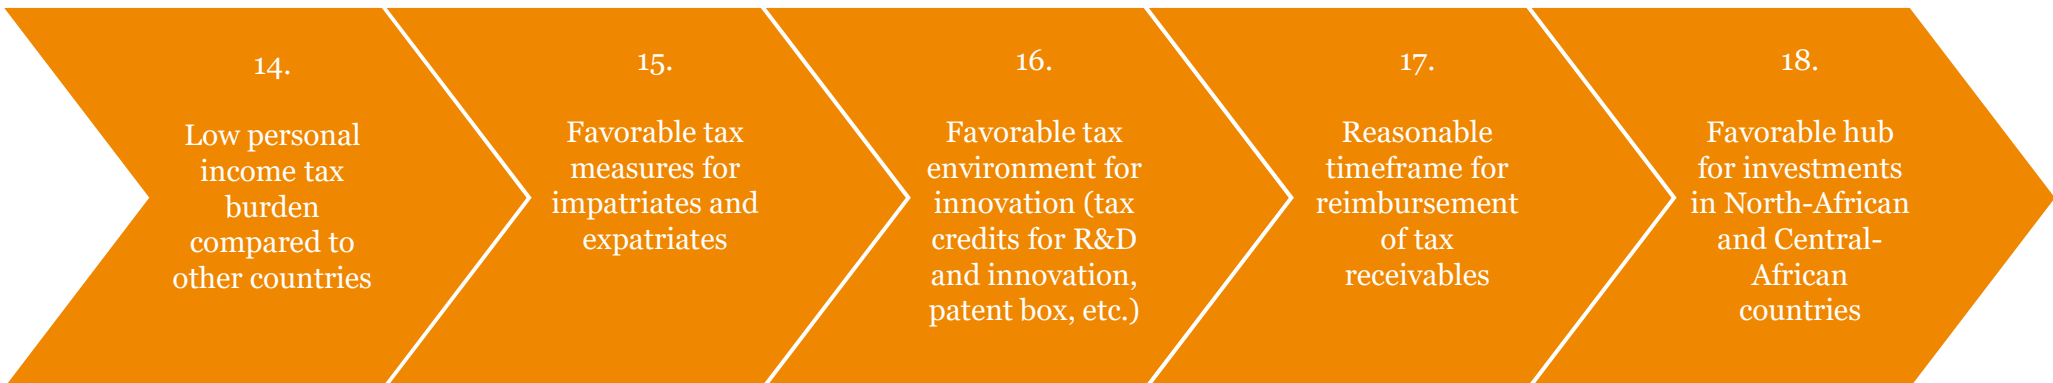 14.
Low personal
income tax
burden
compared to
other countries
15.
Favorable tax
measures for
impatriates and
expatriates
16.
Favorable tax
environment for
innovation (tax
credits for R&D
and innovation,
patent box, etc.)
17.
Reasonable
timeframe for
reimbursement
of tax
receivables
18.
Favorable hub
for investments
in North-African
and Central-
African
countries